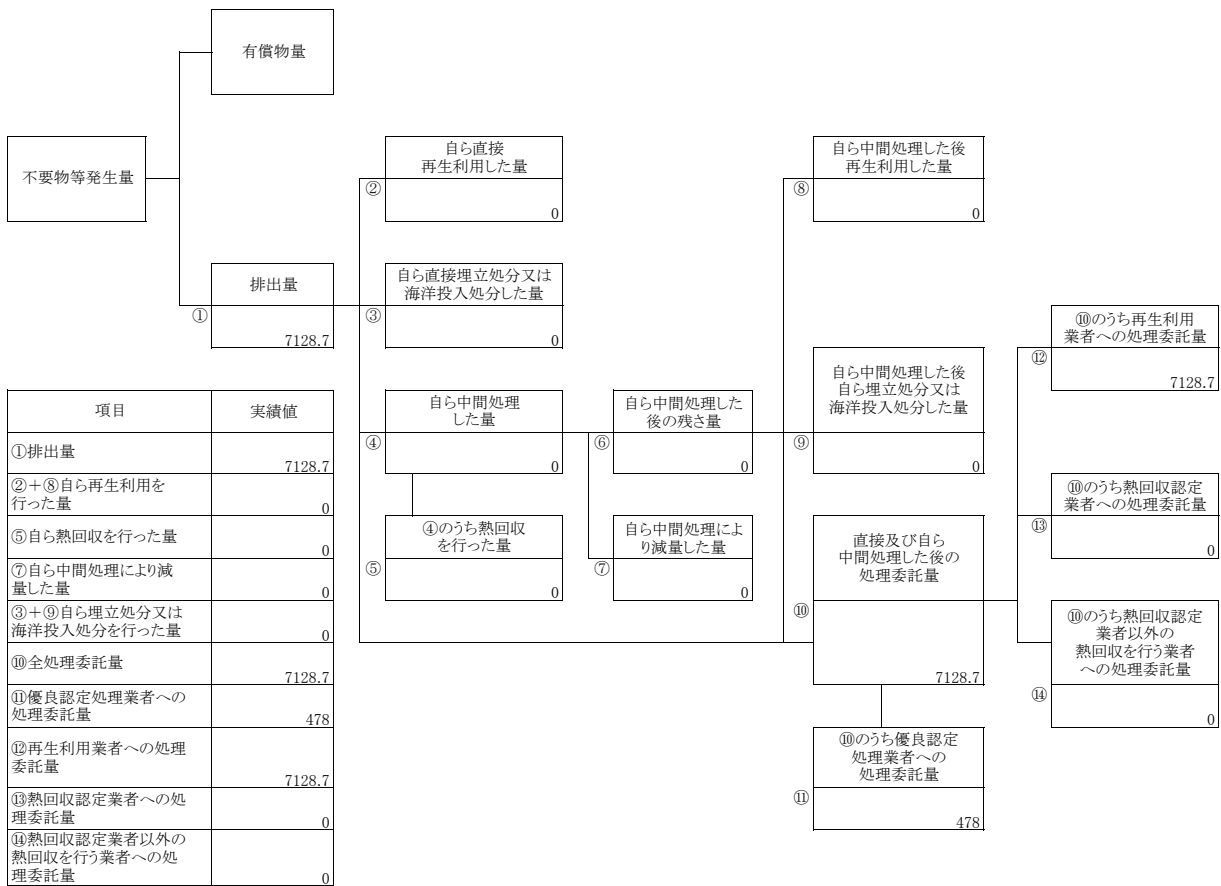 有償物量
不要物等発生量
自ら直接
再生利用した量
②
0
自ら中間処理した後
再生利用した量
⑧
0
排出量
①
7128.7
自ら直接埋立処分又は
海洋投入処分した量
③
0
⑩のうち再生利用
業者への処理委託量
⑫
7128.7
自ら中間処理
した量
④
0
自ら中間処理した
後の残さ量
⑥
0
自ら中間処理した後
自ら埋立処分又は
海洋投入処分した量
⑨
0
⑩のうち熱回収認定
業者への処理委託量
⑬
0
④のうち熱回収
を行った量
⑤
0
自ら中間処理によ
り減量した量
⑦
0
直接及び自ら
中間処理した後の
処理委託量
⑩
7128.7
⑩のうち熱回収認定
業者以外の
熱回収を行う業者
への処理委託量
⑭
0
⑩のうち優良認定
処理業者への
処理委託量
⑪
478
項目 実績値
①排出量
7128.7
②＋⑧自ら再生利用を
行った量
0
⑤自ら熱回収を行った量
0
⑦自ら中間処理により減
量した量
0
③＋⑨自ら埋立処分又は
海洋投入処分を行った量
0
⑩全処理委託量
7128.7
⑪優良認定処理業者への
処理委託量
478
⑫再生利用業者への処理
委託量
7128.7
⑬熱回収認定業者への処
理委託量
0
⑭熱回収認定業者以外の
熱回収を行う業者への処
理委託量
0